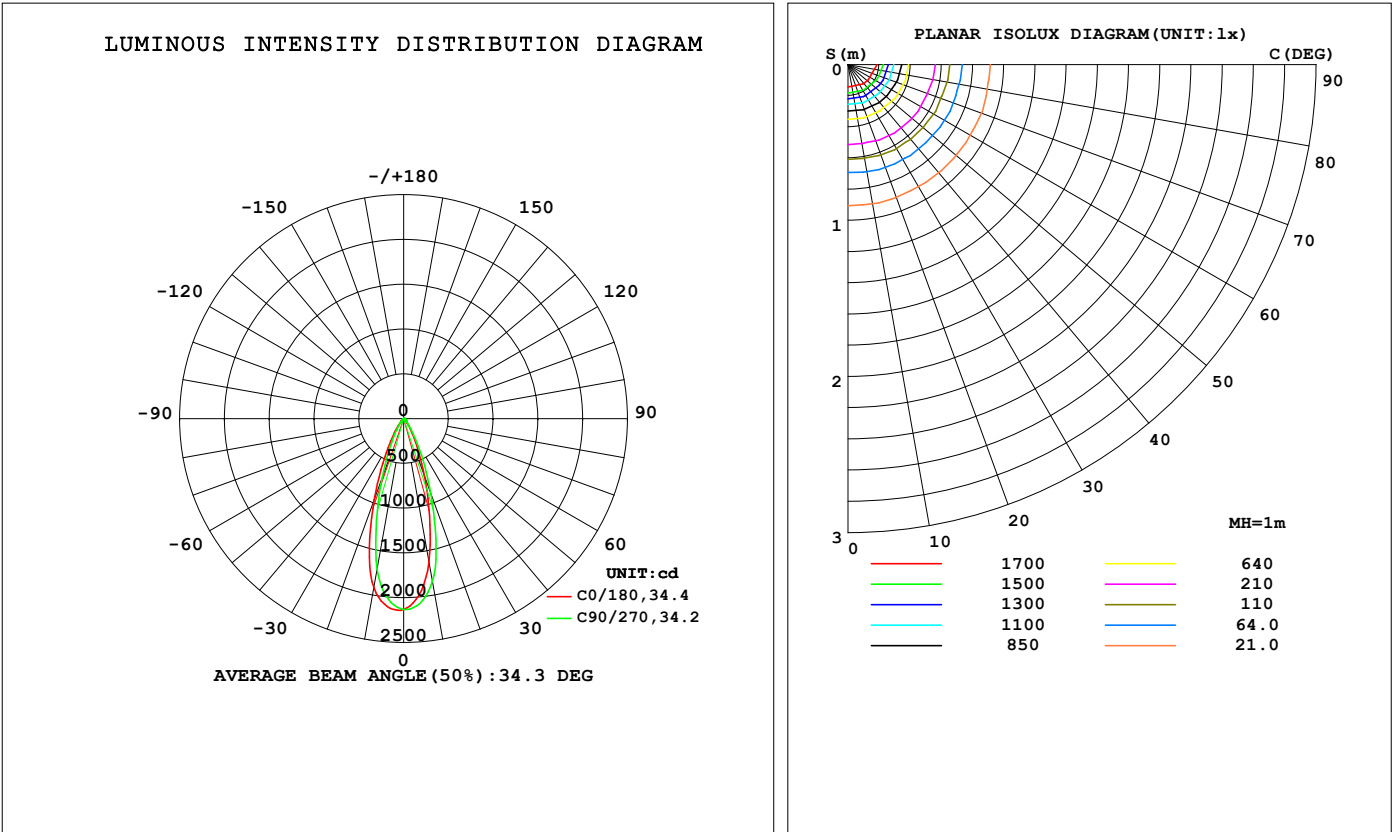 LUMINOUS INTENSITY DISTRIBUTION DIAGRAM
-/+180
-150 150
-120 120
-90 0 90
500
1000
-60 1500 60
UNIT:cd
2000 C0/180,34.4
-30 30 C90/270,34.2
2500
0
AVERAGE BEAM ANGLE(50%):34.3 DEG
PLANAR ISOLUX DIAGRAM(UNIT:lx)
S(m) C(DEG)
0 90
80
1
70
60
2
50
40
30
20
3 0 10
MH=1m
1700 640
1500 210
1300 110
1100 64.0
850 21.0